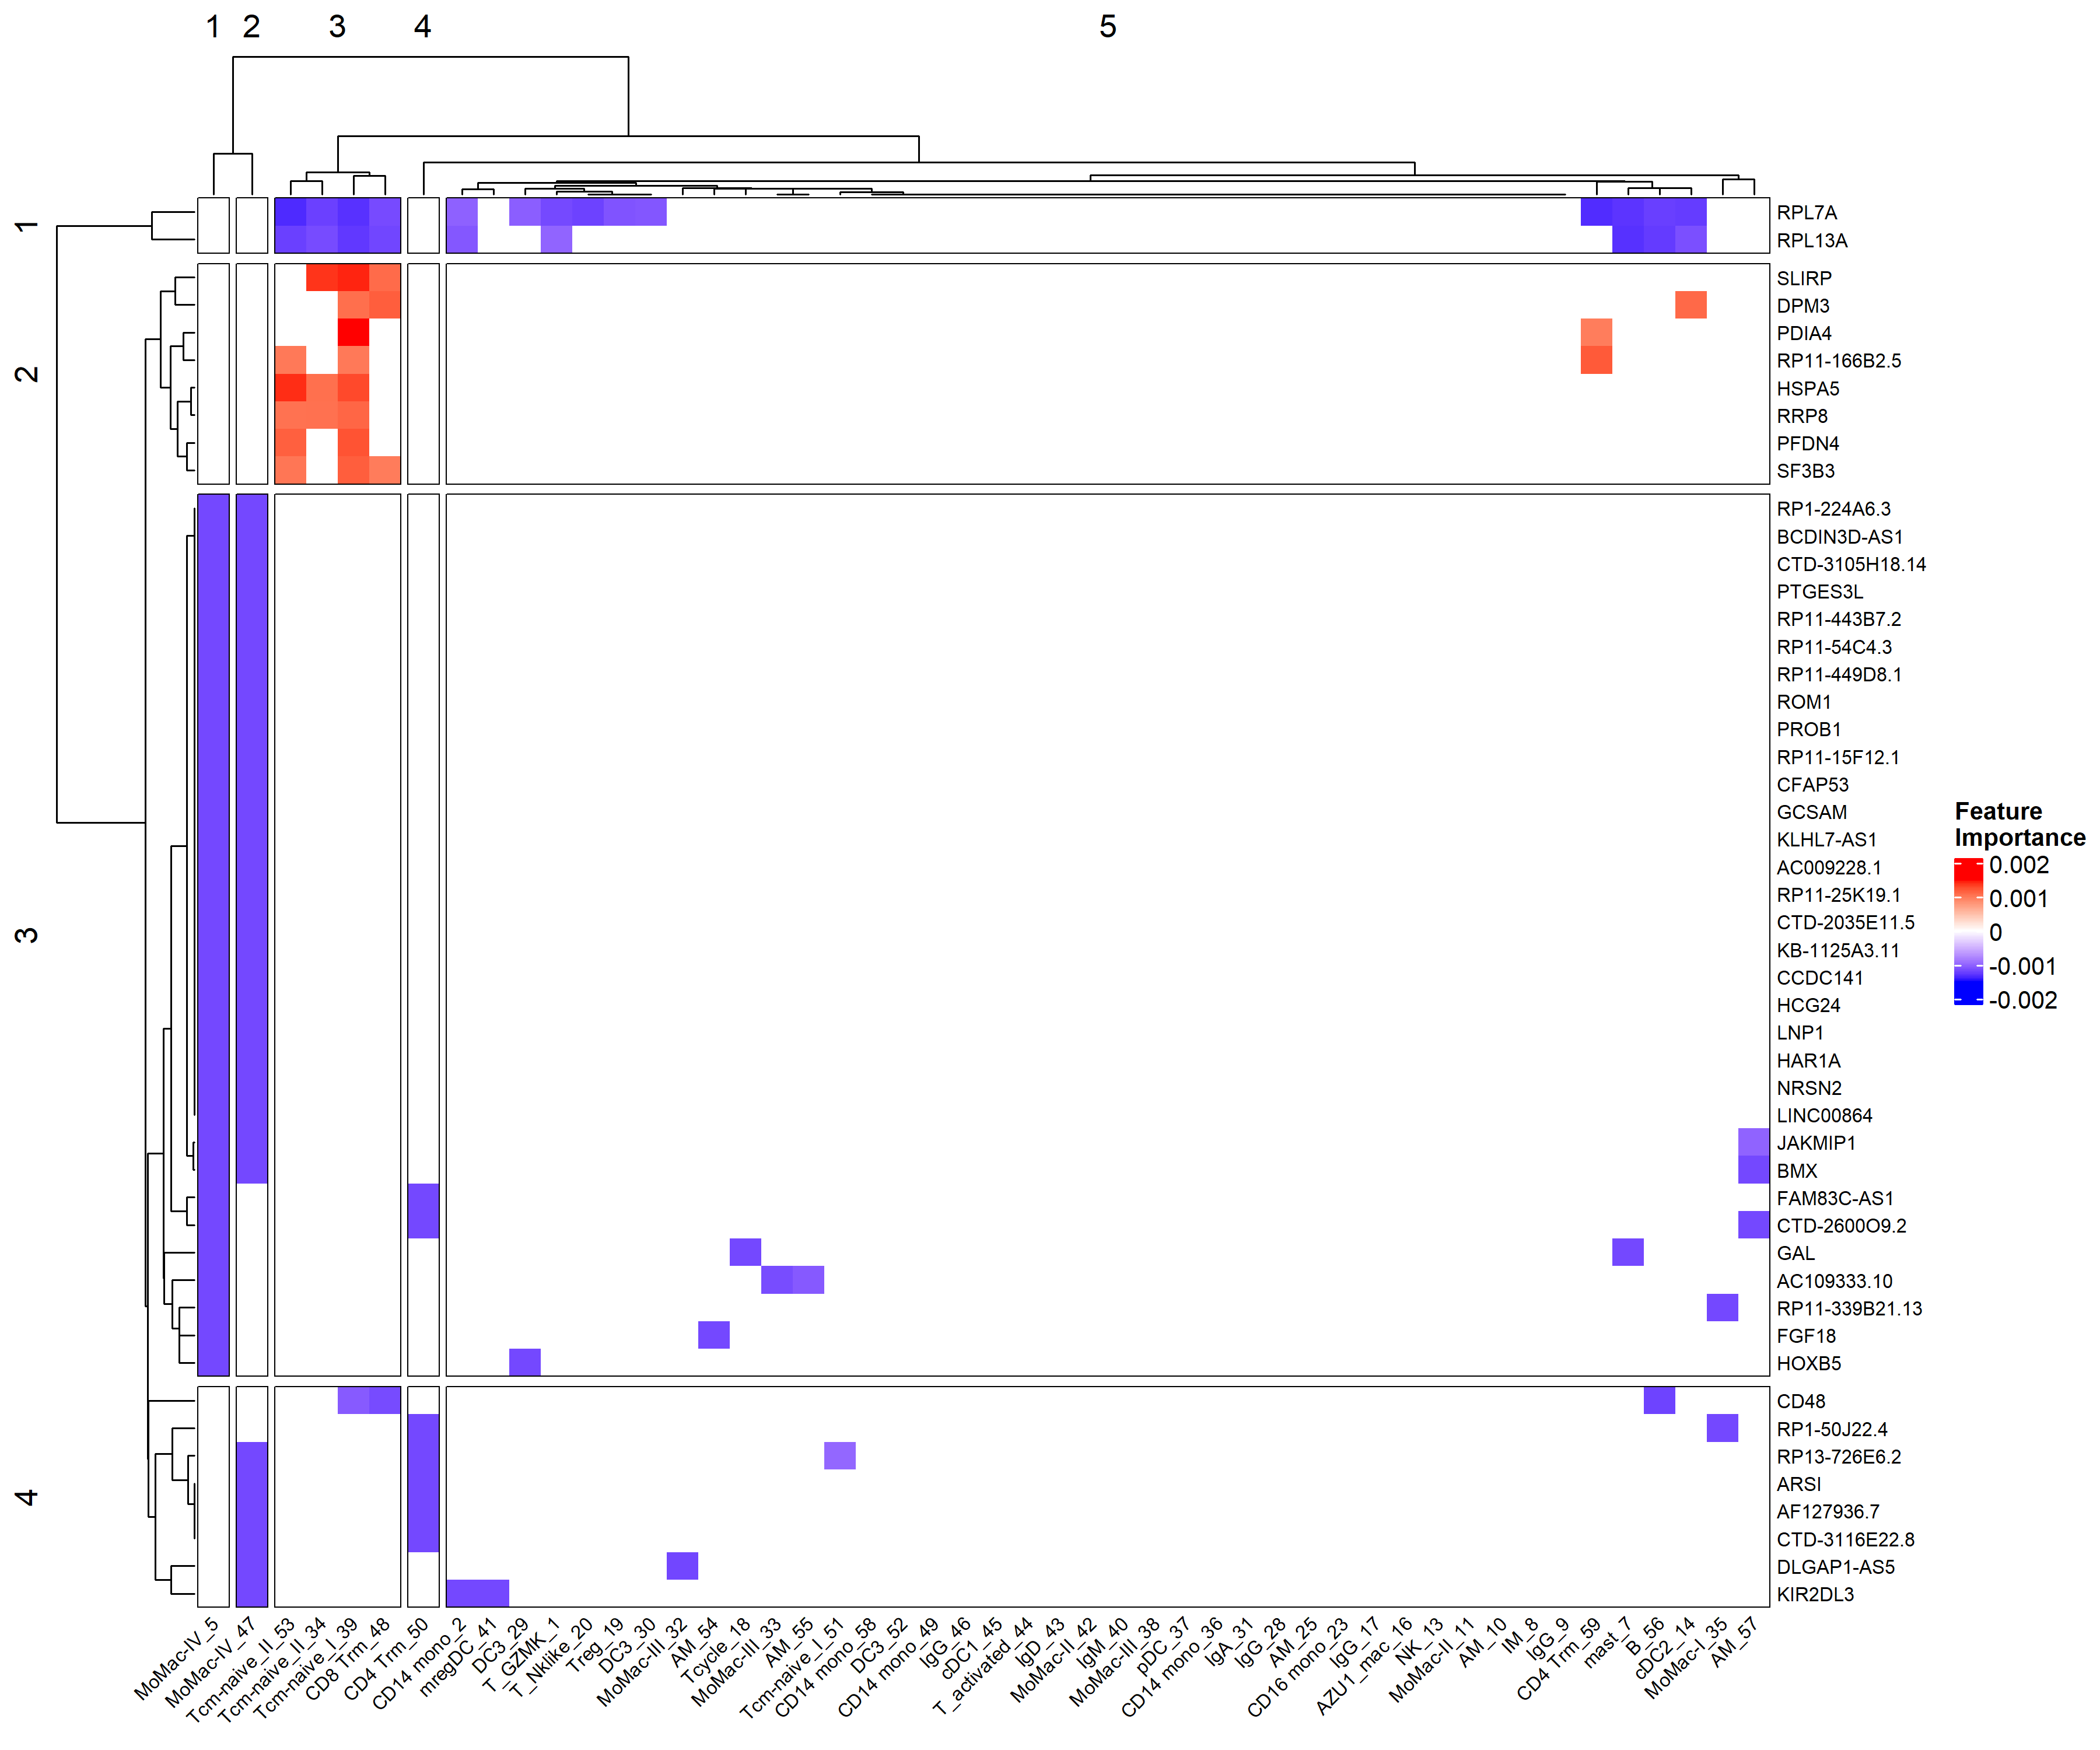 1 2 3 4 5
1
2
3
4
RPL7A
RPL13A
SLIRP
DPM3
PDIA4
RP11-166B2.5
HSPA5
RRP8
PFDN4
SF3B3
RP1-224A6.3
BCDIN3D-AS1
CTD-3105H18.14
PTGES3L
RP11-443B7.2
RP11-54C4.3
RP11-449D8.1
ROM1
PROB1
RP11-15F12.1
CFAP53
GCSAM
KLHL7-AS1
AC009228.1
RP11-25K19.1
CTD-2035E11.5
KB-1125A3.11
CCDC141
HCG24
LNP1
HAR1A
NRSN2
LINC00864
JAKMIP1
BMX
FAM83C-AS1
CTD-2600O9.2
GAL
AC109333.10
RP11-339B21.13
FGF18
HOXB5
CD48
RP1-50J22.4
RP13-726E6.2
ARSI
AF127936.7
CTD-3116E22.8
DLGAP1-AS5
KIR2DL3
Feature
Importance
0.002
0.001
0
-0.001
-0.002
MoMac-IV_5
MoMac-IV_47
Tcm-naive_II_53
Tcm-naive_II_34
Tcm-naive_I_39
CD8 Trm_48
CD4 Trm_50
CD14 mono_2
mregDC_41
DC3_29
T_GZMK_1
T_Nklike_20
Treg_19
DC3_30
MoMac-III_32
AM_54
Tcycle_18
MoMac-III_33
AM_55
Tcm-naive_I_51
CD14 mono_58
DC3_52
CD14 mono_49
IgG_46
cDC1_45
T_activated_44
IgD_43
MoMac-II_42
IgM_40
MoMac-III_38
pDC_37
CD14 mono_36
IgA_31
IgG_28
AM_25
CD16 mono_23
IgG_17
AZU1_mac_16
NK_13
MoMac-II_11
AM_10
IM_8
IgG_9
CD4 Trm_59
mast_7
B_56
cDC2_14
MoMac-I_35
AM_57